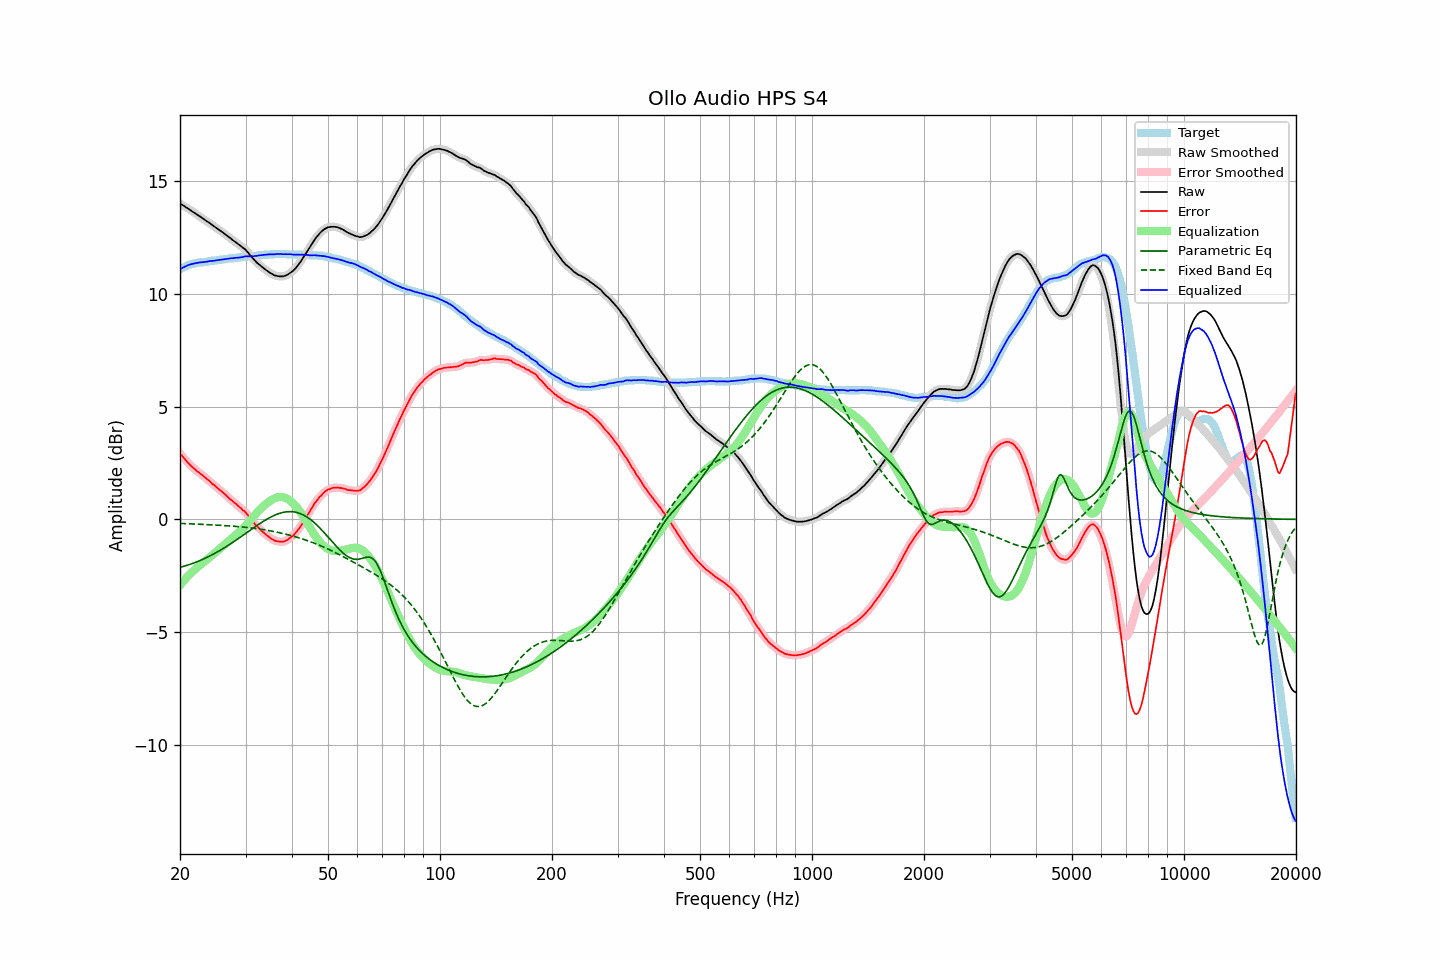 Ollo Audio HPS S4
Target
Raw Smoothed
Error Smoothed
Raw
Error
Equalization
Parametric Eq
Fixed Band Eq
Equalized
Amplitude (dBr)
15
10
5
0
−5
−10
20 50 100 200 500 1000 2000 5000 10000 20000
Frequency (Hz)